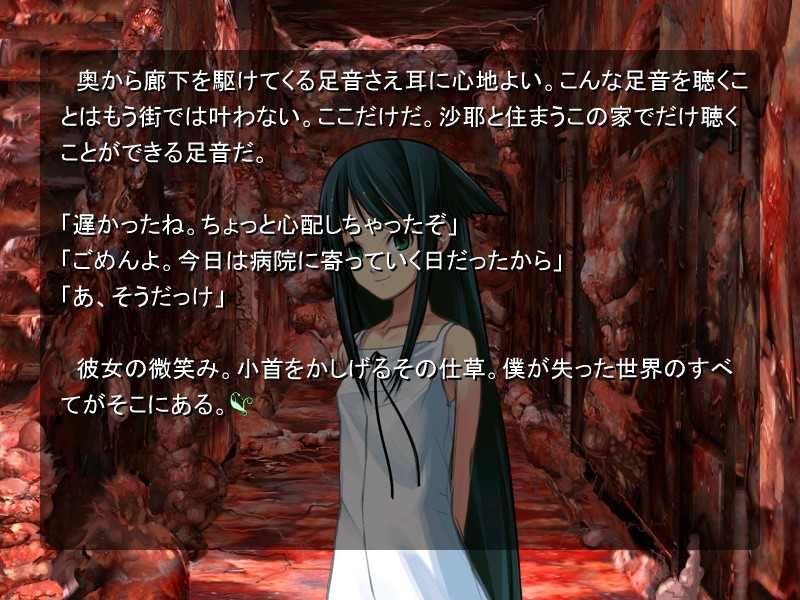 奥から廊下を駆けてくる足音さえ耳に心地よい。こんな足音を聴くこ
とはもう街では叶わない。ここだけだ。沙耶と住まうこの家でだけ聴く
ことができる足音だ。
「遅かったね。ちょっと心配しちゃったぞ」
「ごめんよ。今日は病院に寄っていく日だったから」
「あ、そうだっけ」
彼女の微笑み。小首をかしげるその仕草。僕が失った世界のすべ
てがそこにある。